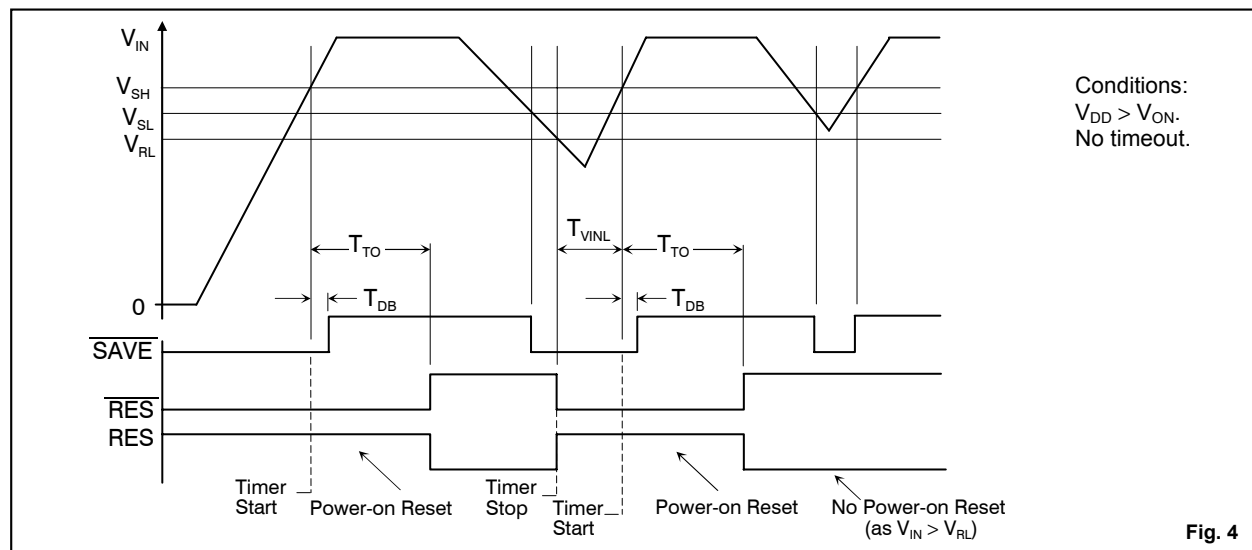 V_IN
V_SH
V_SL
V_RL
0
Conditions:
V_DD > V_ON.
No timeout.
T_TO
T_VINL
T_TO
T_DB
T_DB
SAVE
RES
RES
Timer
Start
Power-on Reset
Timer
Stop
Timer
Start
Power-on Reset
No Power-on Reset
(as V_IN > V_RL)
Fig. 4